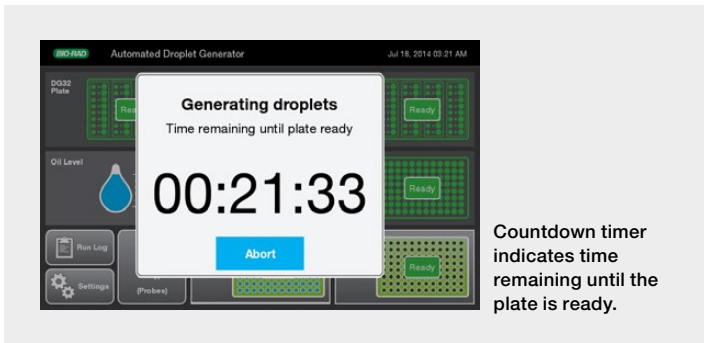 BIO-RAD Automated Droplet Generator Jul 18, 2014 03:21 AM
DG32
Plate
Ready
Generating droplets
Time remaining until plate ready
00:21:33
Abort
Oil Level
Ready
Run Log
Settings
(Probes)
Ready
Countdown timer
indicates time
remaining until the
plate is ready.